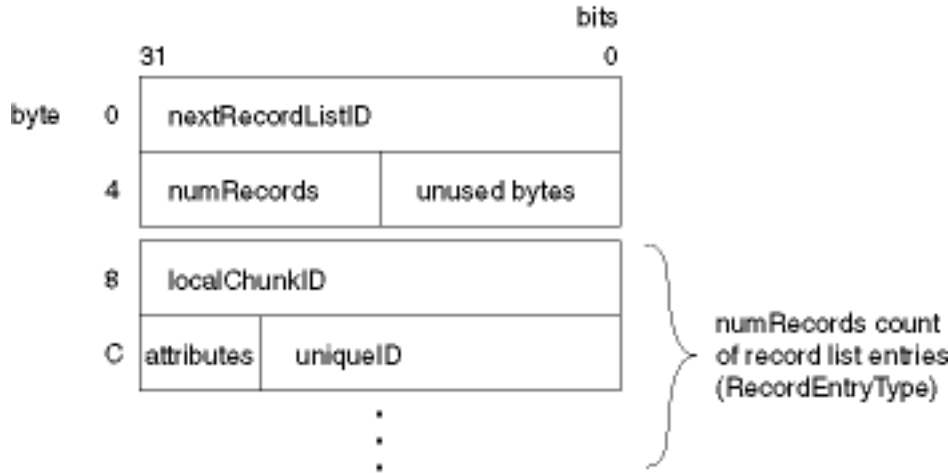 bits
31 0
byte 0 nextRecordListID
4 numRecords unused bytes
8 localChunkID
C attributes uniqueID
numRecords count
of record list entries
(RecordEntryType)